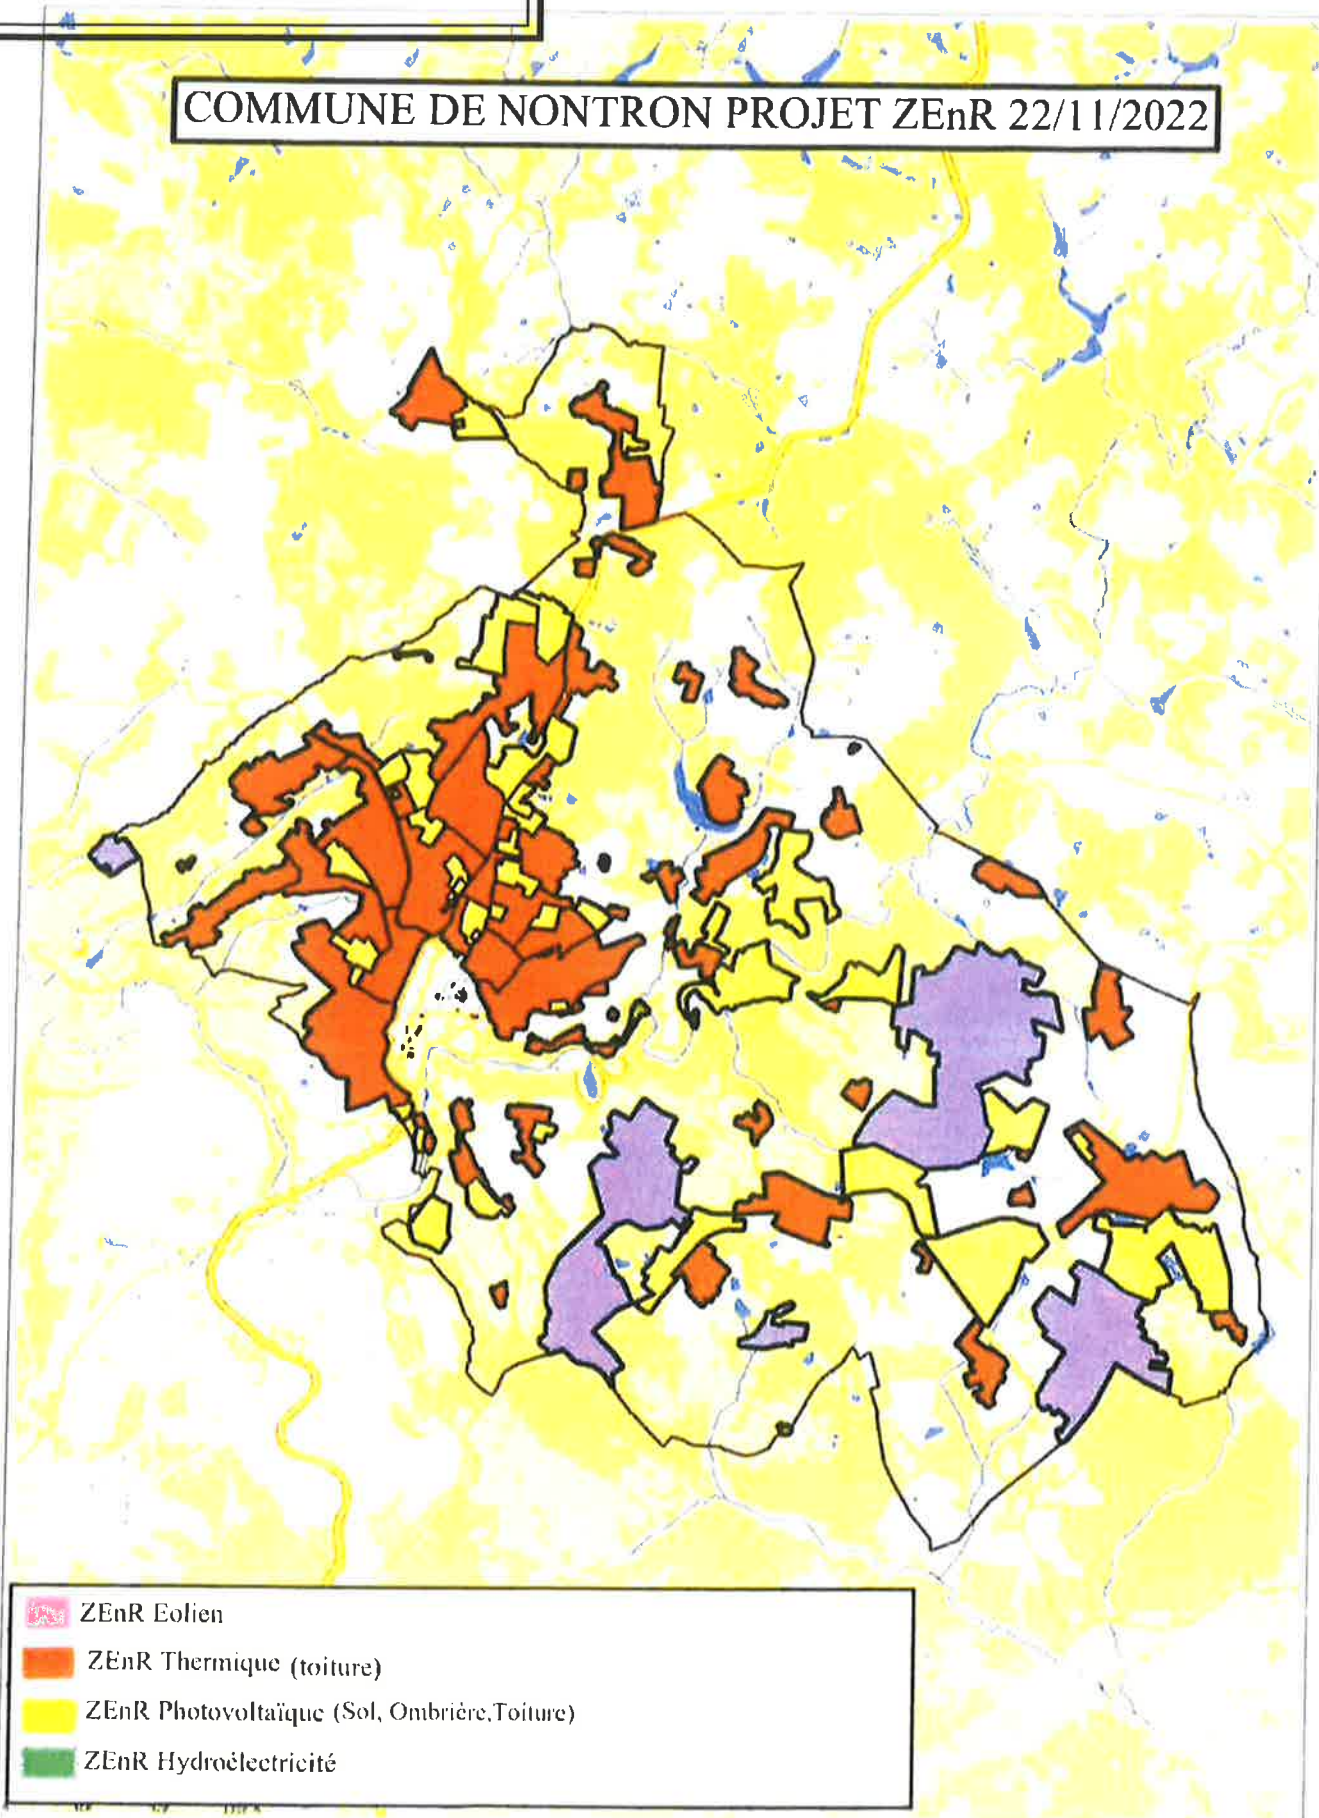 COMMUNE DE NONTRON PROJET ZEnR 22/11/2022
ZEnR Eolien
ZEnR Thermique (toiture)
ZEnR Photovoltaïque (Sol, Ombrière,Toiture)
ZEnR Hydroélectricité